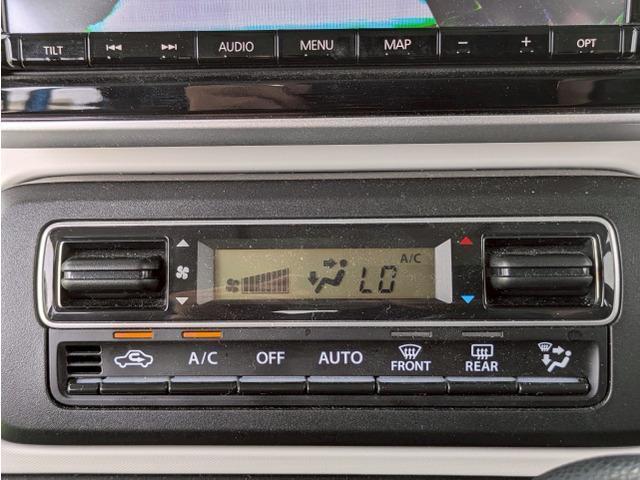 TILT AUDIO MENU MAP − + OPT
A/C
LO
A/C OFF AUTO FRONT REAR